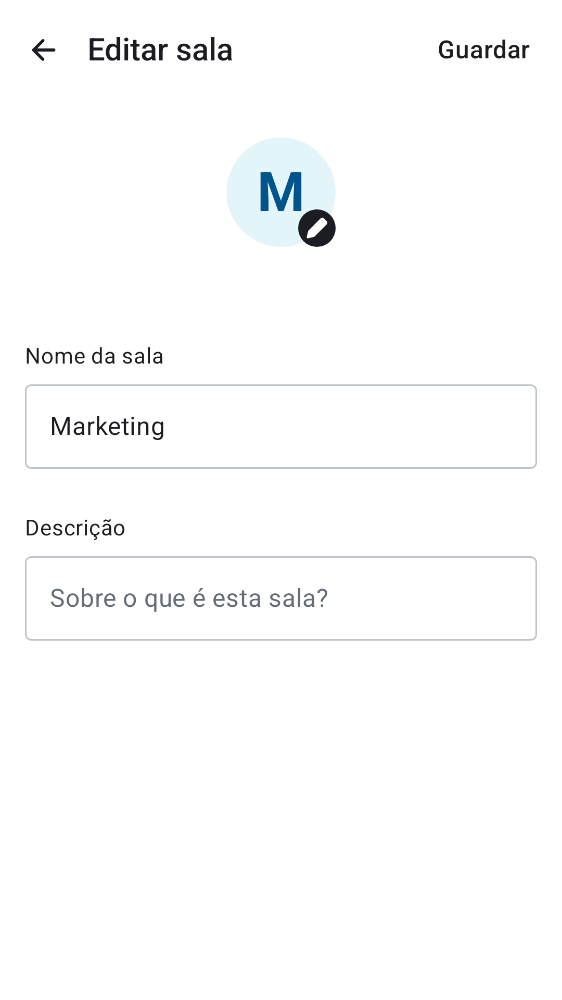 Editar sala
Guardar
M
Nome da sala
Marketing
Descrição
Sobre o que é esta sala?